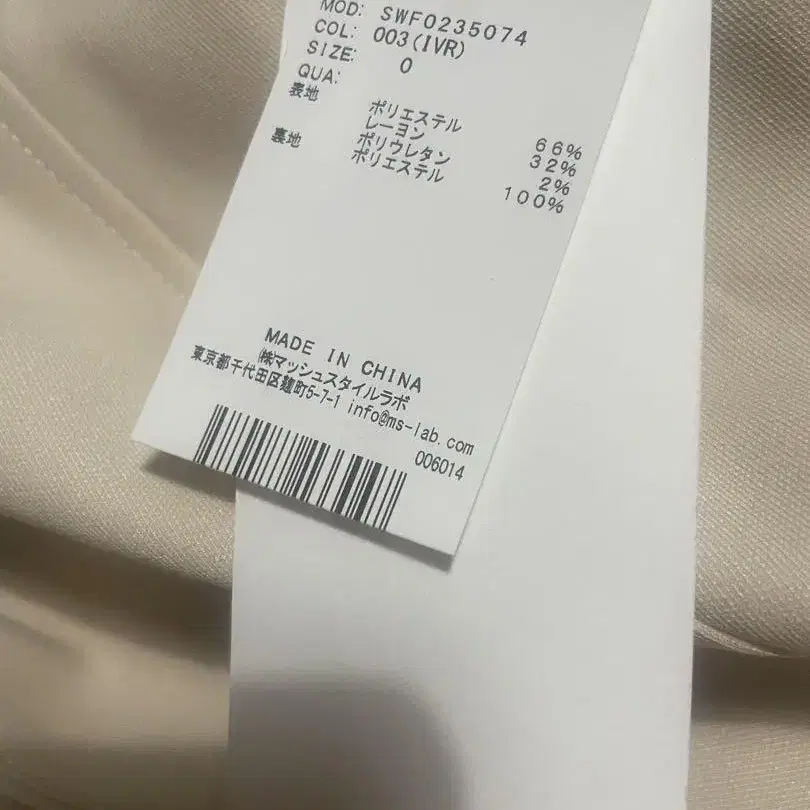 MOD: SWF0235074
COL: 003(IVR)
SIZE: 0
QUA:
表地
ポリエステル 66%
レーヨン 32%
ポリウレタン 2%
裏地 ポリエステル 100%
MADE IN CHINA
㈱マッシュスタイルラボ
東京都千代田区麹町5-7-1 info@ms-lab.com
006014